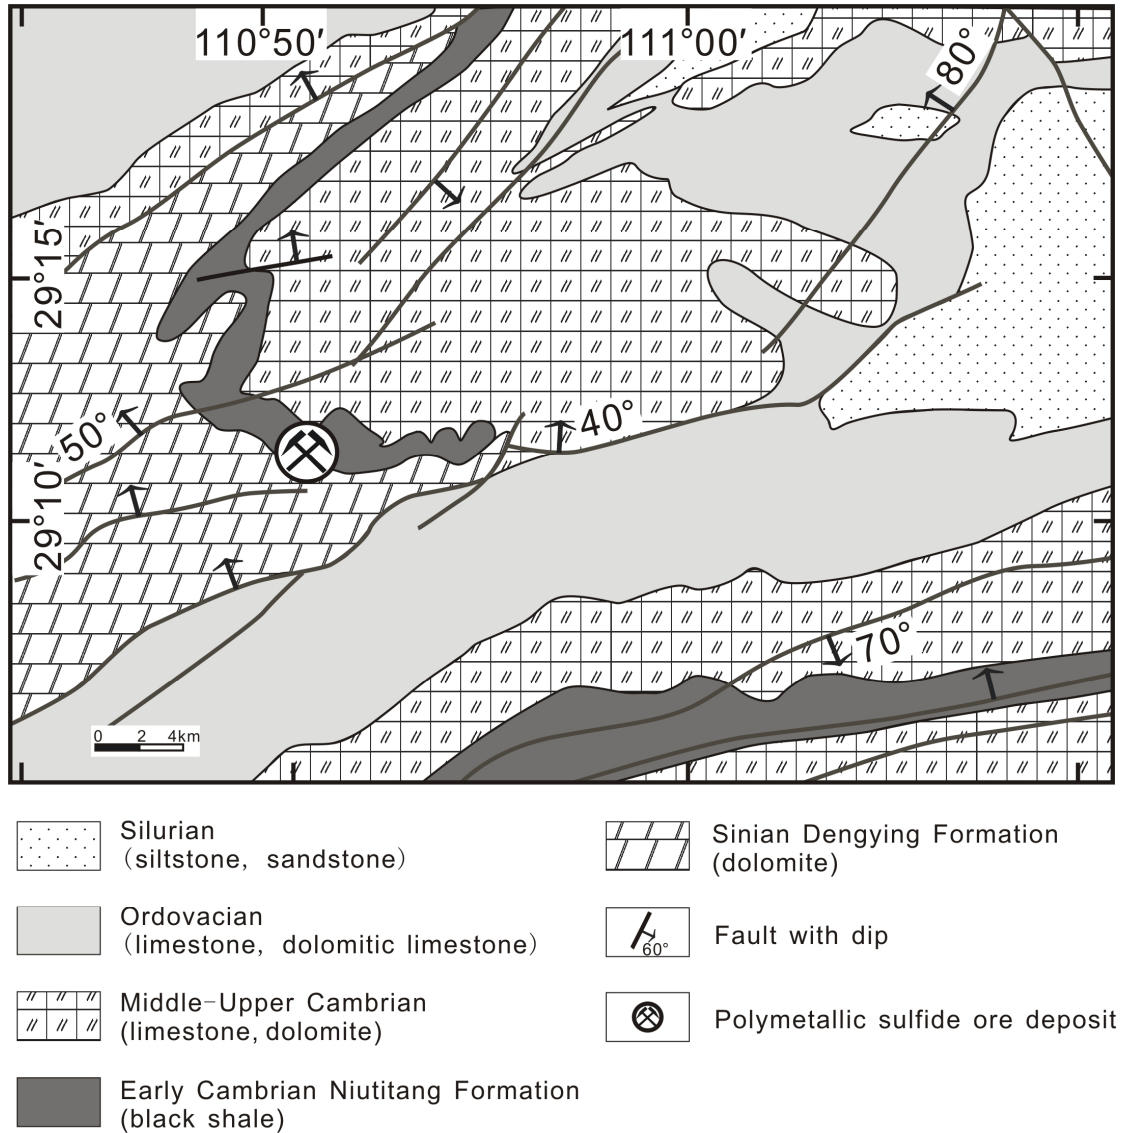 110°50′
111°00′
80°
29°15′
50°
40°
29°10′
70°
0 2 4km
Silurian
(siltstone, sandstone)
Ordovacian
(limestone, dolomitic limestone)
Middle-Upper Cambrian
(limestone, dolomite)
Early Cambrian Niutitang Formation
(black shale)
Sinian Dengying Formation
(dolomite)
60°
Fault with dip
Polymetallic sulfide ore deposit